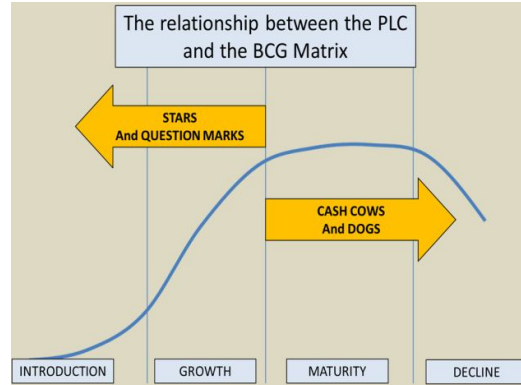 The relationship between the PLC
and the BCG Matrix
STARS
And QUESTION MARKS
CASH COWS
And DOGS
INTRODUCTION
GROWTH
MATURITY
DECLINE